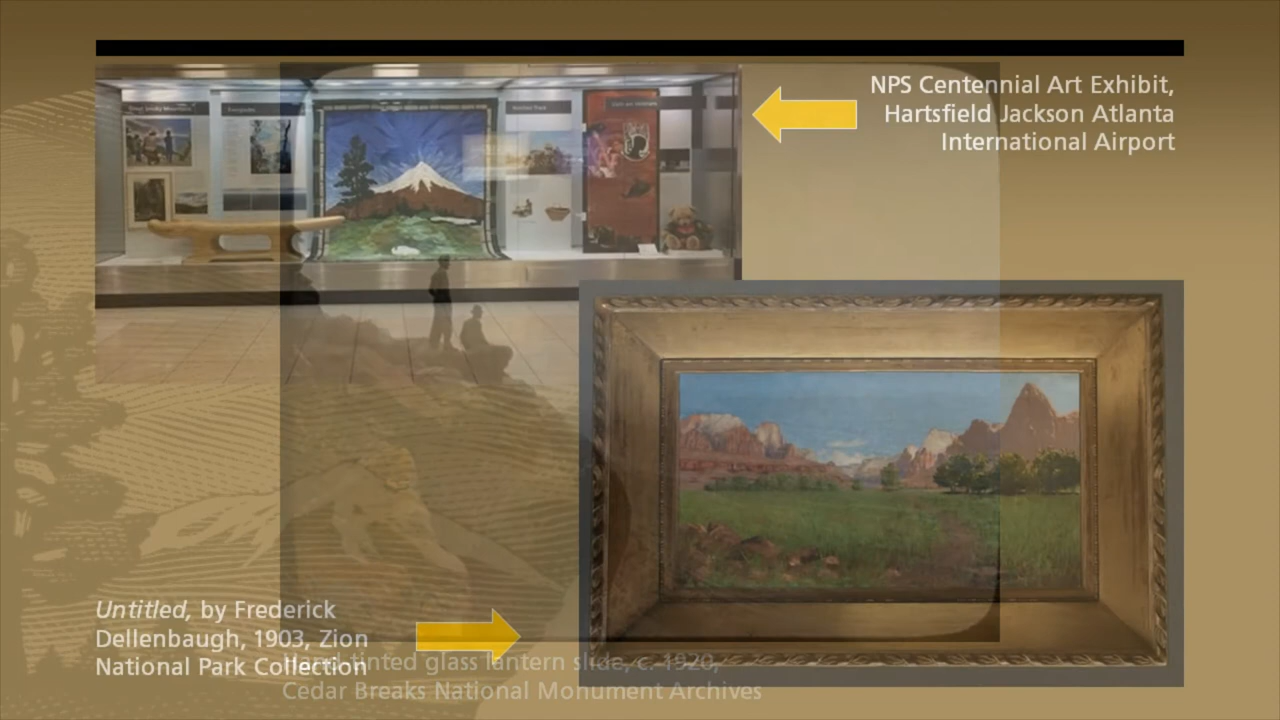 NPS Centennial Art Exhibit,
Hartsfield Jackson Atlanta
International Airport
Untitled, by Frederick
Dellenbaugh, 1903, Zion
National Park Collection
Hand-tinted glass lantern slide, c. 1920,
Cedar Breaks National Monument Archives